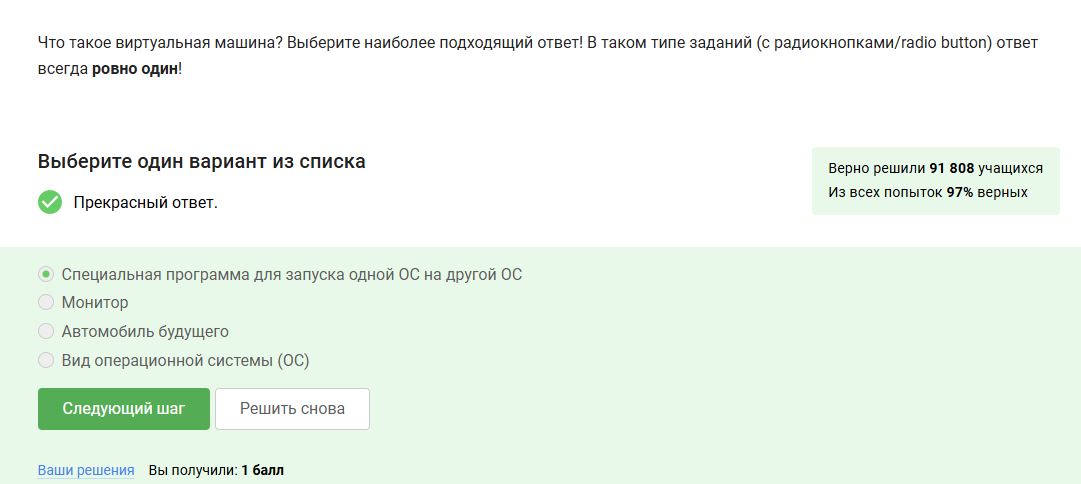 Что такое виртуальная машина? Выберите наиболее подходящий ответ! В таком типе заданий (с радиокнопками/radio button) ответ
всегда ровно один!
Выберите один вариант из списка
Прекрасный ответ.
Верно решили 91 808 учащихся
Из всех попыток 97% верных
Специальная программа для запуска одной ОС на другой ОС
Монитор
Автомобиль будущего
Вид операционной системы (ОС)
Следующий шаг
Решить снова
Ваши решения Вы получили: 1 балл